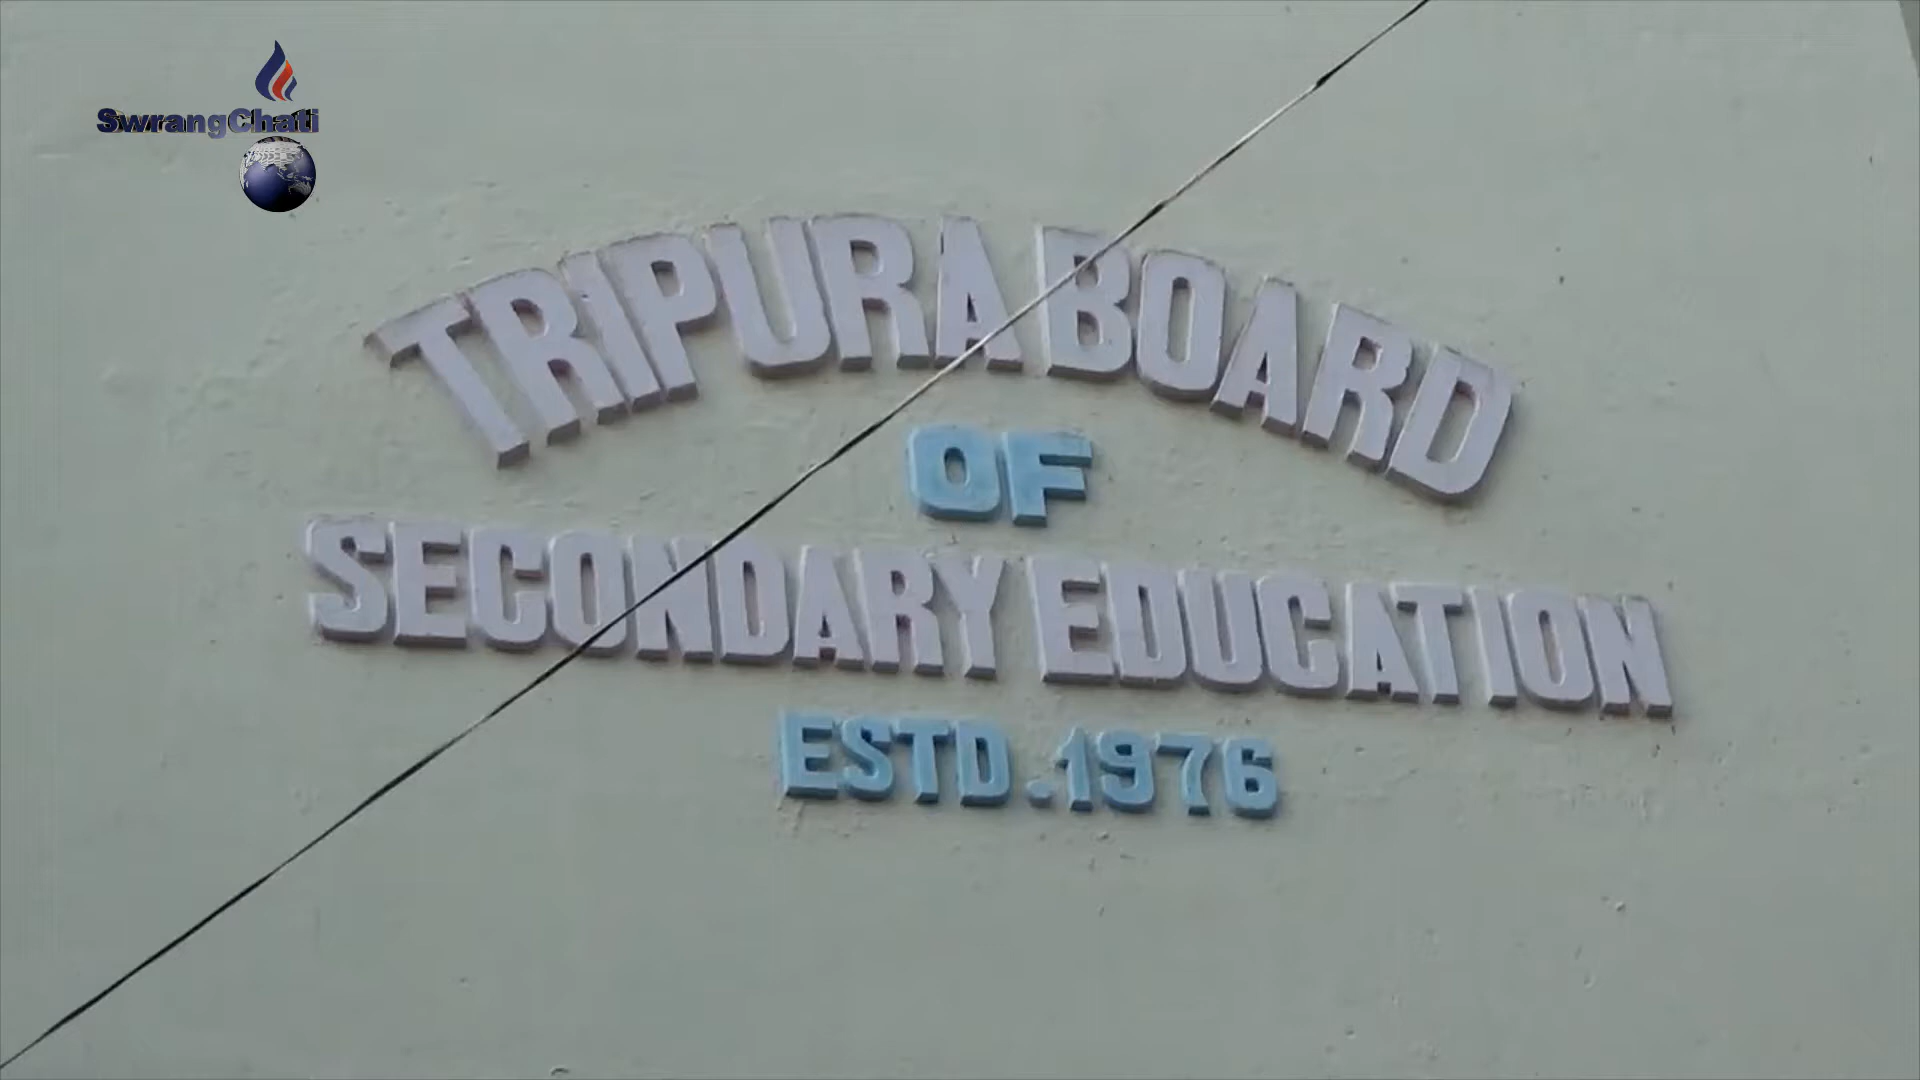 SwrangChati
TRIPURA BOARD
OF
SECONDARY EDUCATION
ESTD.1976